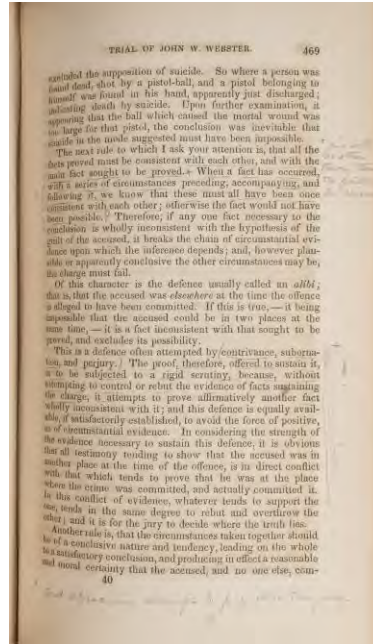 TRIAL OF JOHN W. WEBSTER. 469
excluded the supposition of suicide. So where a person was
found dead, shot by a pistol-ball, and a pistol belonging to
himself was found in his hand, apparently just discharged;
indicating death by suicide. Upon further examination, it
appearing that the ball which caused the mortal wound was
too large for that pistol, the conclusion was inevitable that
suicide in the mode suggested must have been impossible.
The next rule to which I ask your attention is, that all the
facts proved must be consistent with each other, and with the
main fact sought to be proved. When a fact has occurred,
with a series of circumstances preceding, accompanying, and
following it, we know that these must all have been once
consistent with each other; otherwise the fact would not have
been possible. Therefore, if any one fact necessary to the
conclusion is wholly inconsistent with the hypothesis of the
guilt of the accused, it breaks the chain of circumstantial evi-
dence upon which the inference depends; and, however plau-
sible or apparently conclusive the other circumstances may be,
the charge must fail.
Of this character is the defence usually called an alibi;
that is, that the accused was elsewhere at the time the offence
is alleged to have been committed. If this is true,—it being
impossible that the accused could be in two places at the
same time,—it is a fact inconsistent with that sought to be
proved, and excludes its possibility.
This is a defence often attempted by contrivance, suborna-
tion, and perjury. The proof, therefore, offered to sustain it,
is to be subjected to a rigid scrutiny, because, without
attempting to control or rebut the evidence of facts sustaining
the charge, it attempts to prove affirmatively another fact
wholly inconsistent with it; and this defence is equally avail-
able, if satisfactorily established, to avoid the force of positive,
as of circumstantial evidence. In considering the strength of
the evidence necessary to sustain this defence, it is obvious
that all testimony tending to show that the accused was in
another place at the time of the offence, is in direct conflict
with that which tends to prove that he was at the place
where the crime was committed, and actually committed it.
In this conflict of evidence, whatever tends to support the
one, tends in the same degree to rebut and overthrow the
other; and it is for the jury to decide where the truth lies.
Another rule is, that the circumstances taken together should
be of a conclusive nature and tendency, leading on the whole
to a satisfactory conclusion, and producing in effect a reasonable
and moral certainty that the accused, and no one else, com-
40